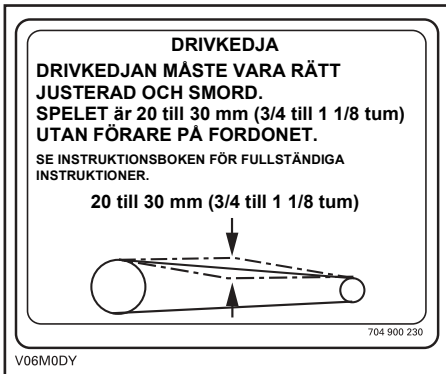 DRIVKEDJA
DRIVKEDJAN MÅSTE VARA RÄTT
JUSTERAD OCH SMORD.
SPELET är 20 till 30 mm (3/4 till 1 1/8 tum)
UTAN FÖRARE PÅ FORDONET.
SE INSTRUKTIONSBOKEN FÖR FULLSTÄNDIGA
INSTRUKTIONER.
20 till 30 mm (3/4 till 1 1/8 tum)
704 900 230
V06M0DY